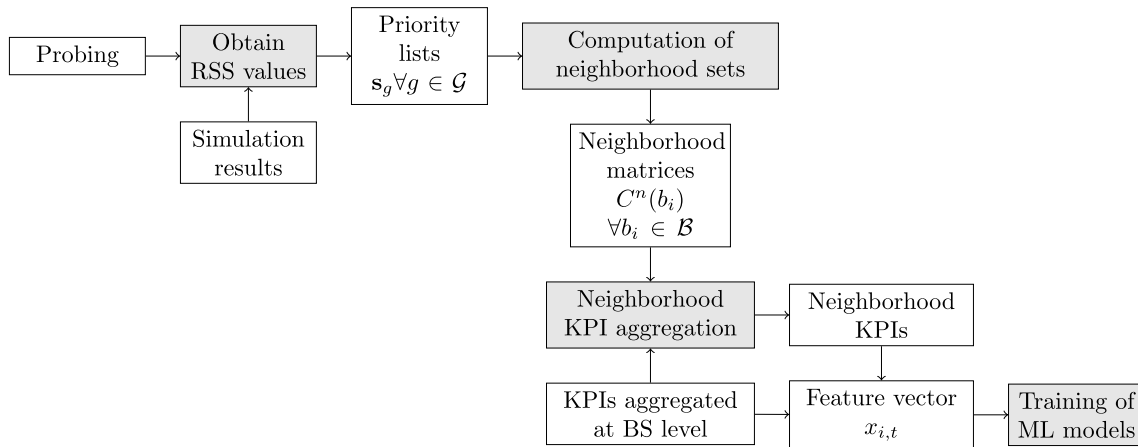 Probing
Obtain
RSS values
Priority
lists
𝐬_g∀g ∈ 𝒢
Computation of
neighborhood sets
Simulation
results
Neighborhood
matrices
Cⁿ(b_i)
∀b_i ∈ ℬ
Neighborhood
KPI aggregation
Neighborhood
KPIs
KPIs aggregated
at BS level
Feature vector
x_{i,t}
Training of
ML models